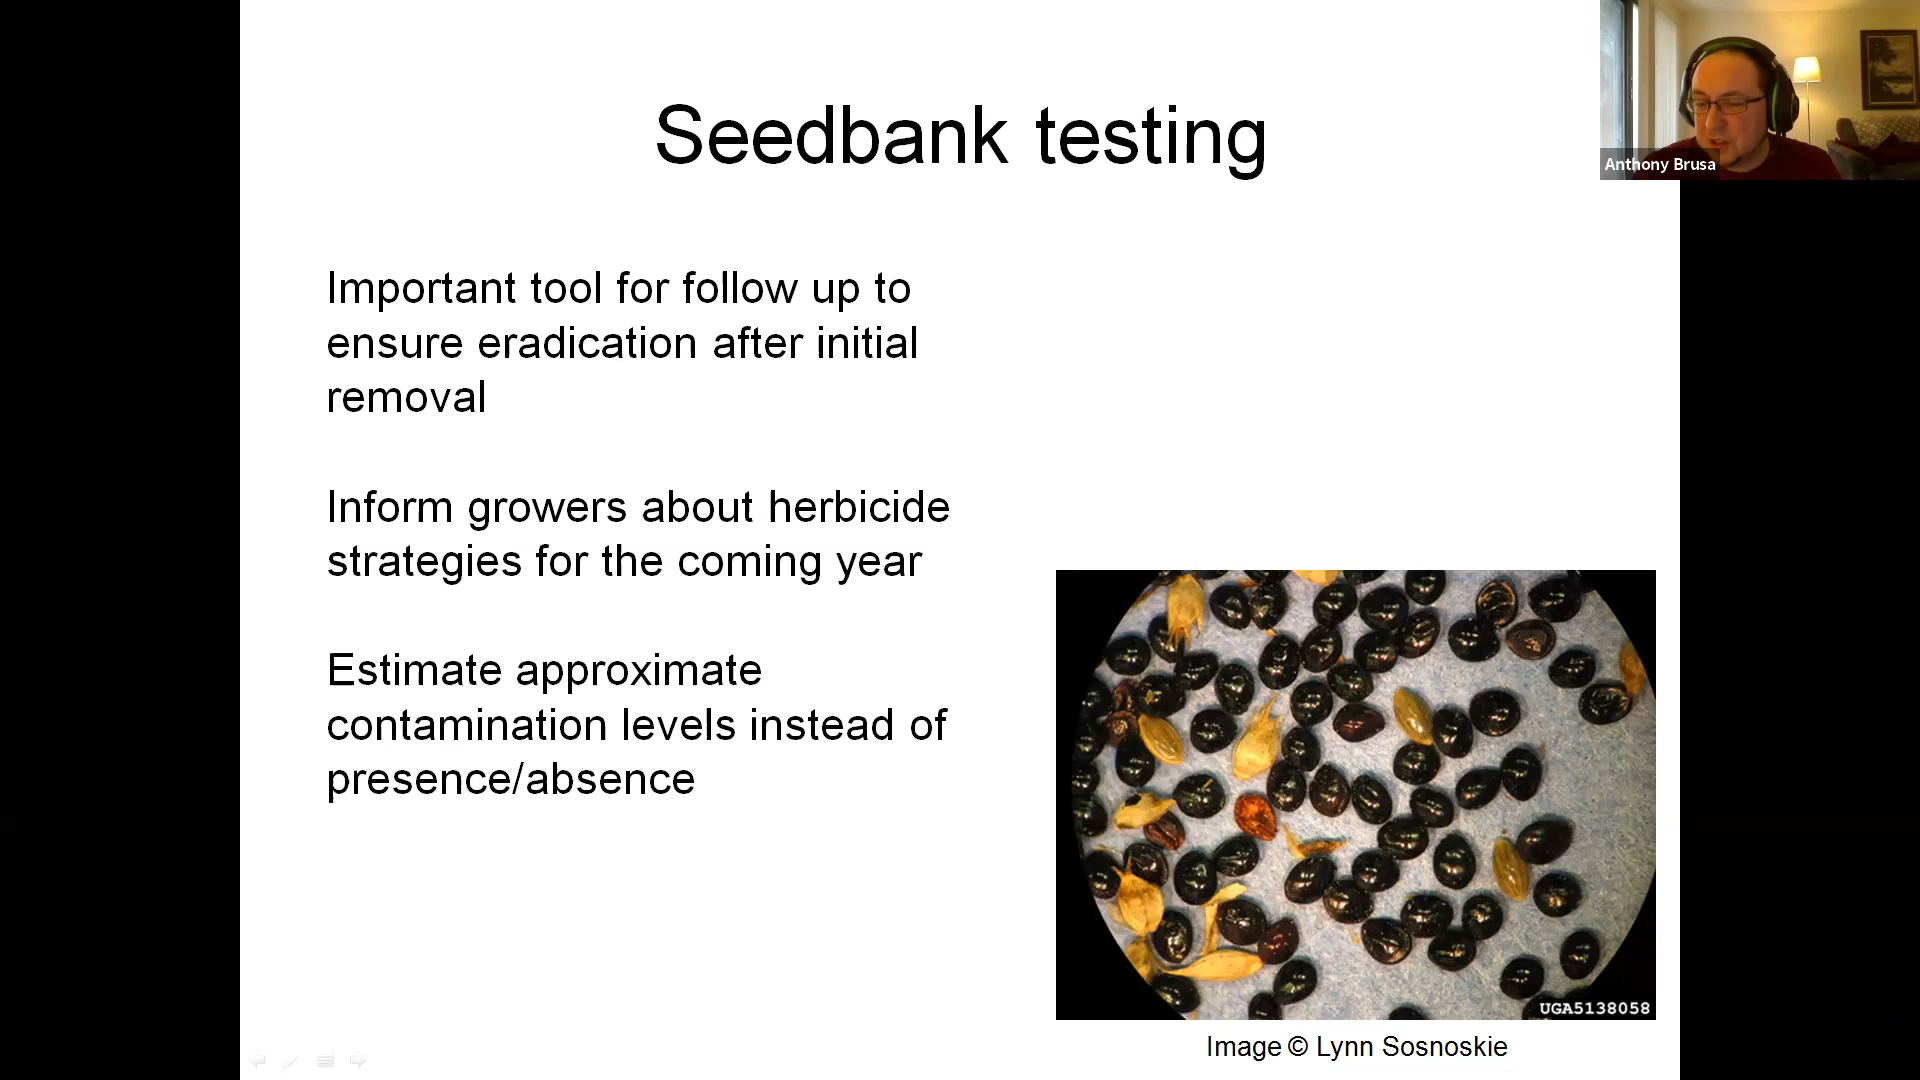 Seedbank testing
Anthony Brusa
Important tool for follow up to
ensure eradication after initial
removal
Inform growers about herbicide
strategies for the coming year
Estimate approximate
contamination levels instead of
presence/absence
UGA5138058
Image © Lynn Sosnoskie